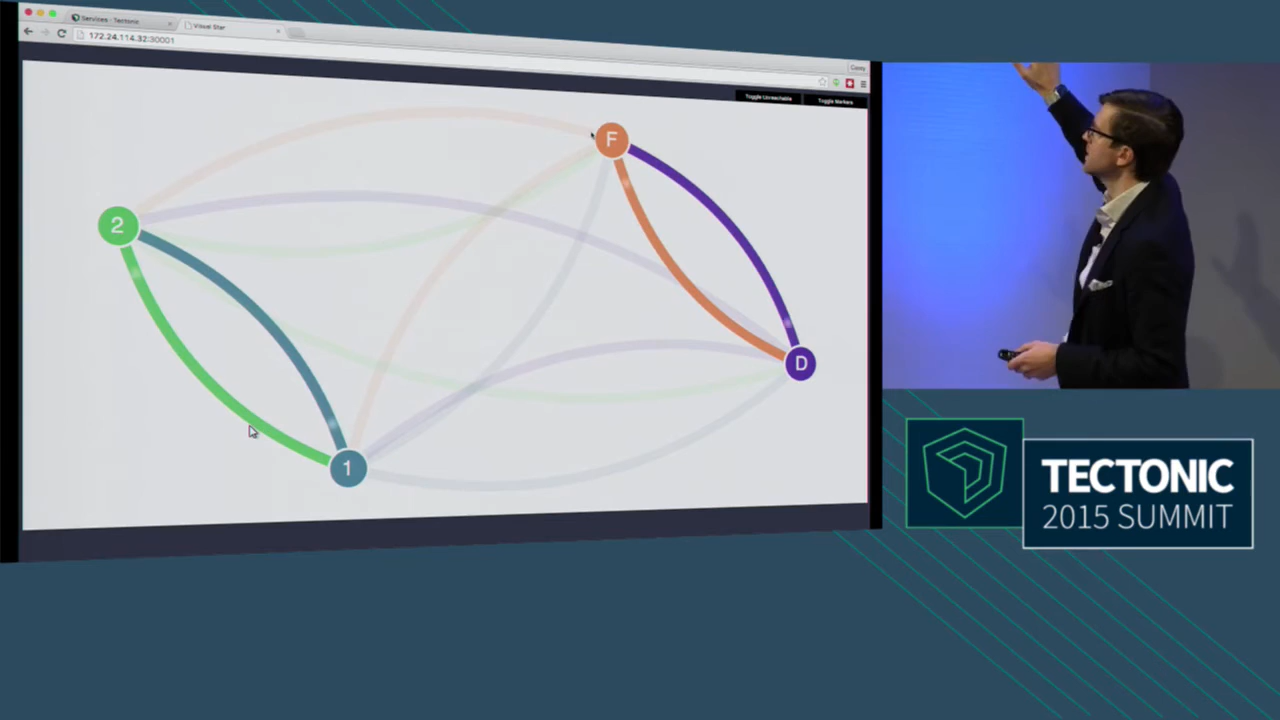 Services - Tectonic
Visual Star
172.24.114.32:30001
Toggle Unreachable
Toggle Markers
F
2
D
1
TECTONIC
2015 SUMMIT